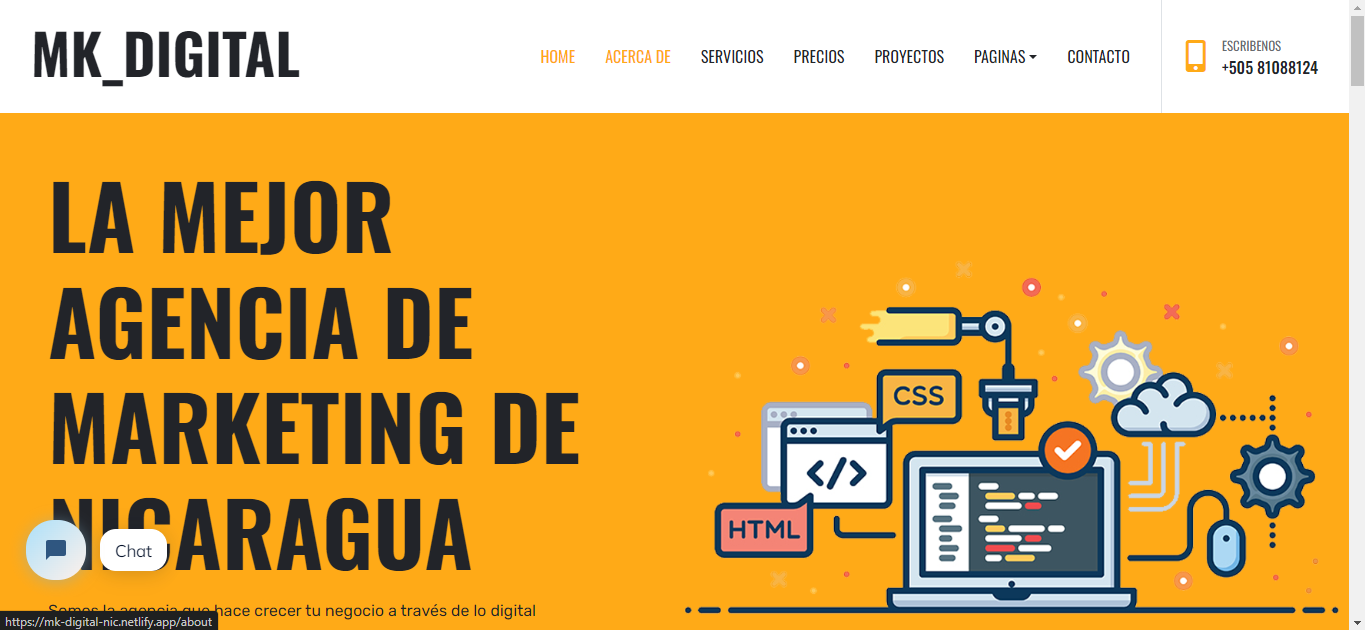 MK_DIGITAL
HOME ACERCA DE SERVICIOS PRECIOS PROYECTOS PAGINAS CONTACTO
ESCRIBENOS
+505 81088124
LA MEJOR
AGENCIA DE
MARKETING DE
NICARAGUA
CSS
</>
HTML
Chat
Somos la agencia que hace crecer tu negocio a través de lo digital
https://mk-digital-nic.netlify.app/about